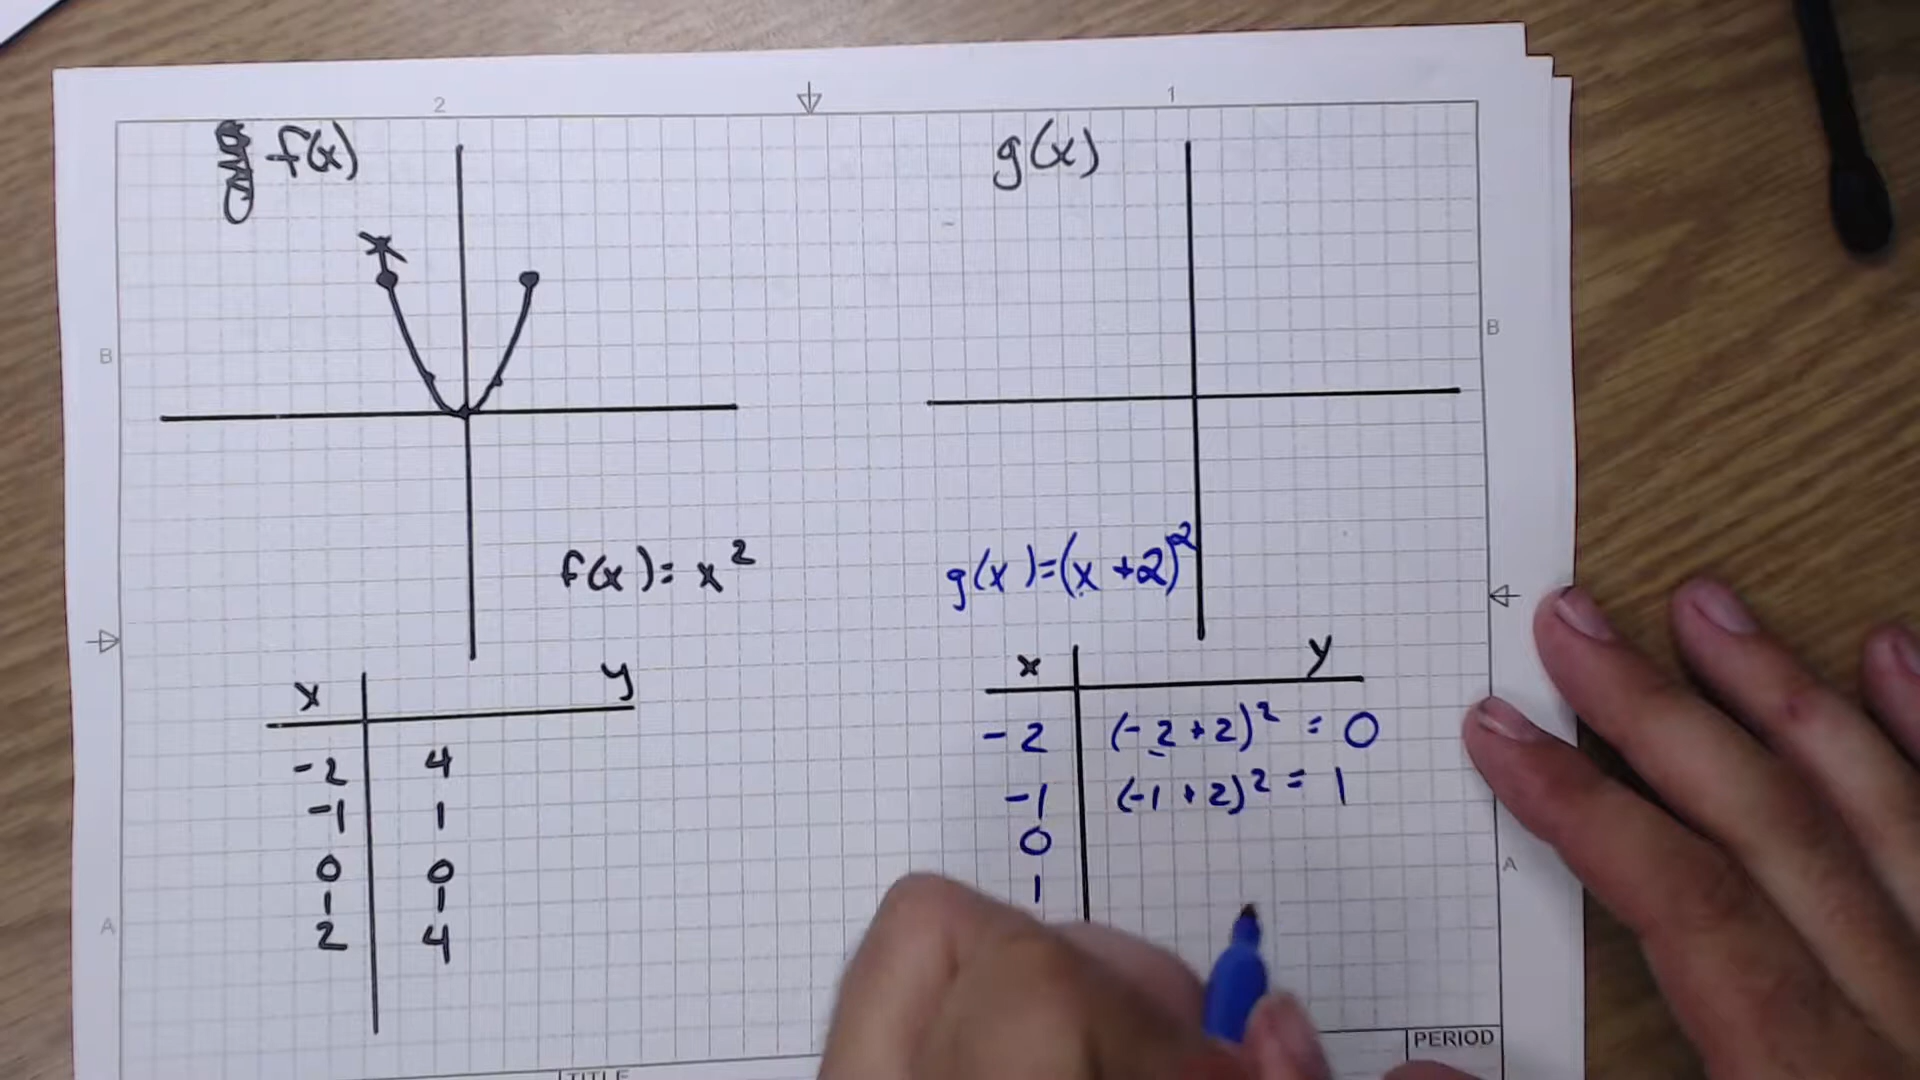 2
1
f(x)
g(x)
B
B
f(x) = x²
g(x) = (x + 2)²
x y
-2 4
-1 1
0 0
1 1
2 4
x y
-2 (-2 + 2)² = 0
-1 (-1 + 2)² = 1
0
1
A
A
PERIOD
TITLE